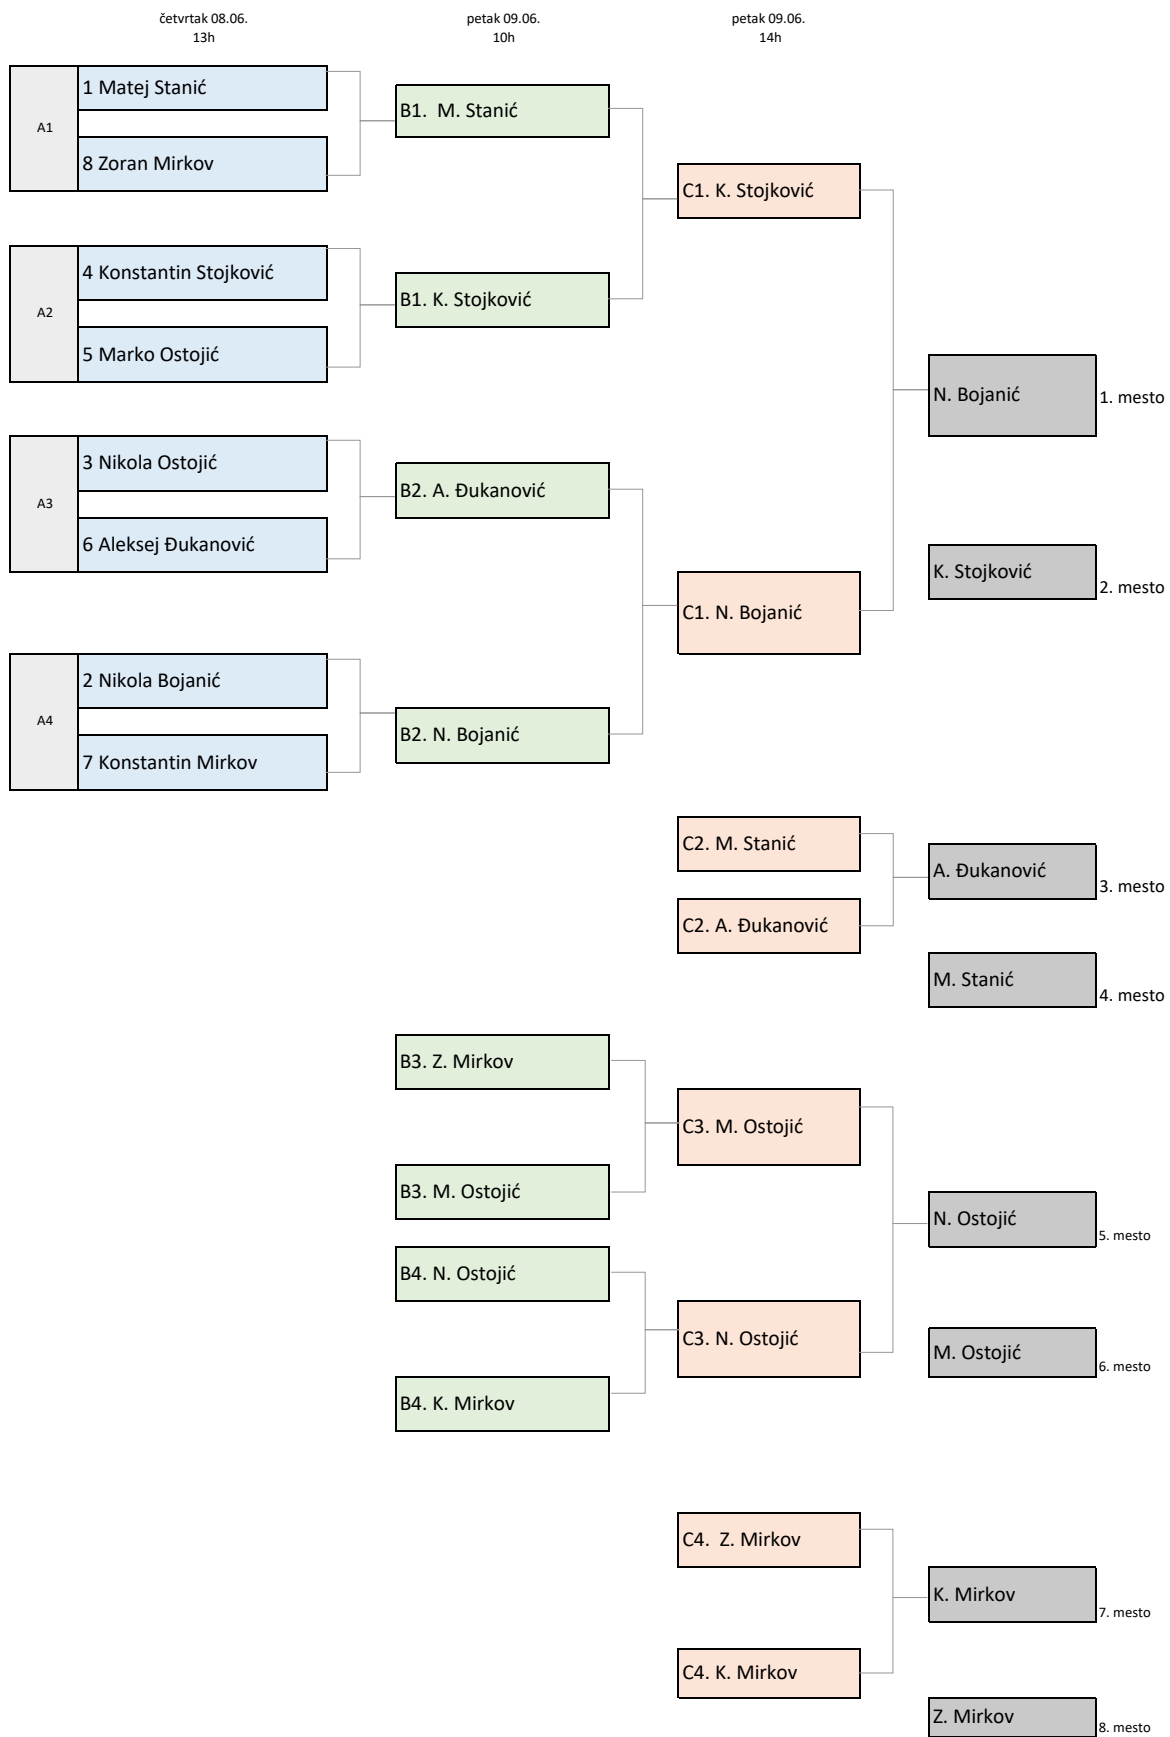 četvrtak 08.06.
13h
petak 09.06.
10h
petak 09.06.
14h
A1
1 Matej Stanić
8 Zoran Mirkov
B1.  M. Stanić
C1. K. Stojković
A2
4 Konstantin Stojković
5 Marko Ostojić
B1. K. Stojković
N. Bojanić
1. mesto
A3
3 Nikola Ostojić
6 Aleksej Đukanović
B2. A. Đukanović
K. Stojković
2. mesto
C1. N. Bojanić
A4
2 Nikola Bojanić
7 Konstantin Mirkov
B2. N. Bojanić
C2. M. Stanić
C2. A. Đukanović
A. Đukanović
3. mesto
M. Stanić
4. mesto
B3. Z. Mirkov
B3. M. Ostojić
C3. M. Ostojić
N. Ostojić
5. mesto
B4. N. Ostojić
B4. K. Mirkov
C3. N. Ostojić
M. Ostojić
6. mesto
C4.  Z. Mirkov
C4. K. Mirkov
K. Mirkov
7. mesto
Z. Mirkov
8. mesto